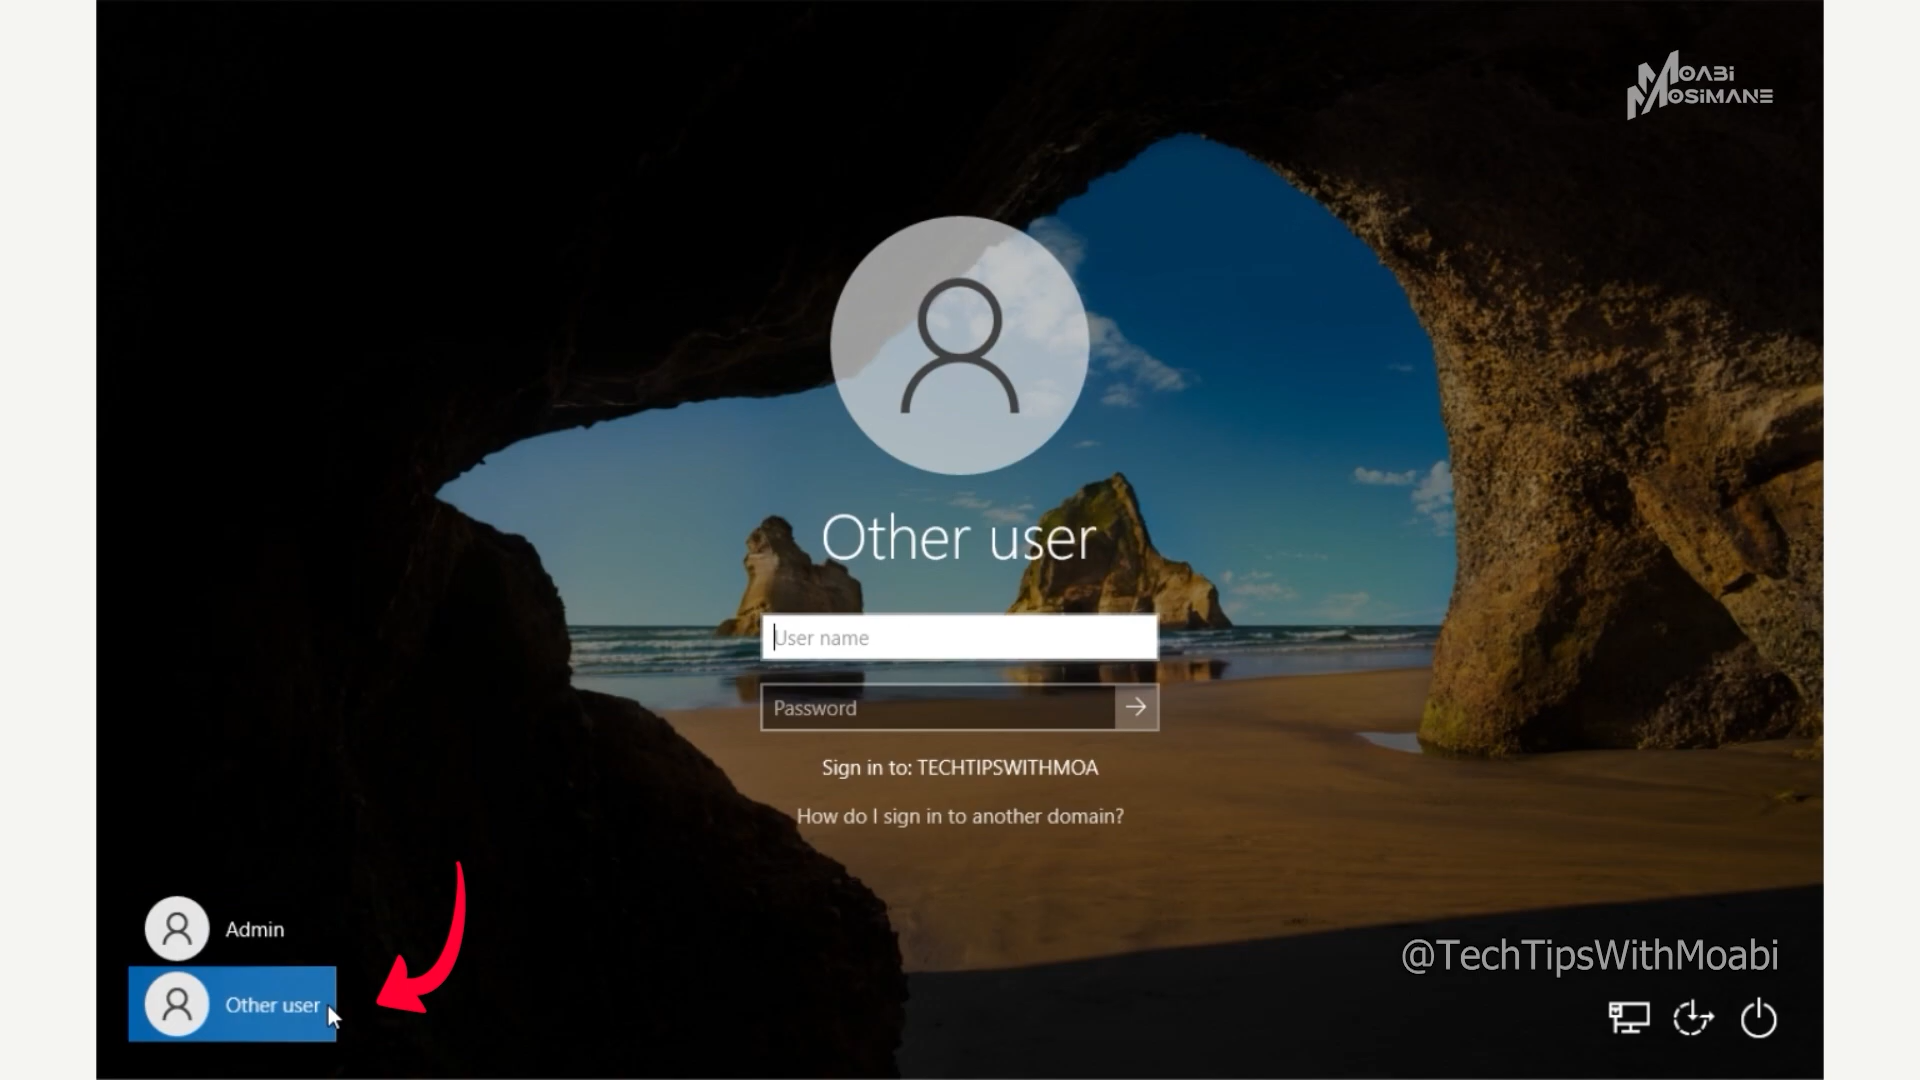 MOABI
MOSIMANE
Other user
User name
Password
Sign in to: TECHTIPSWITHMOA
How do I sign in to another domain?
Admin
Other user
@TechTipsWithMoabi